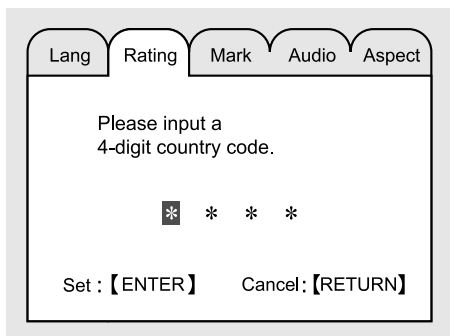 Lang Rating Mark Audio Aspect
Please input a
4-digit country code.
* * * *
Set :【ENTER】 Cancel:【RETURN】